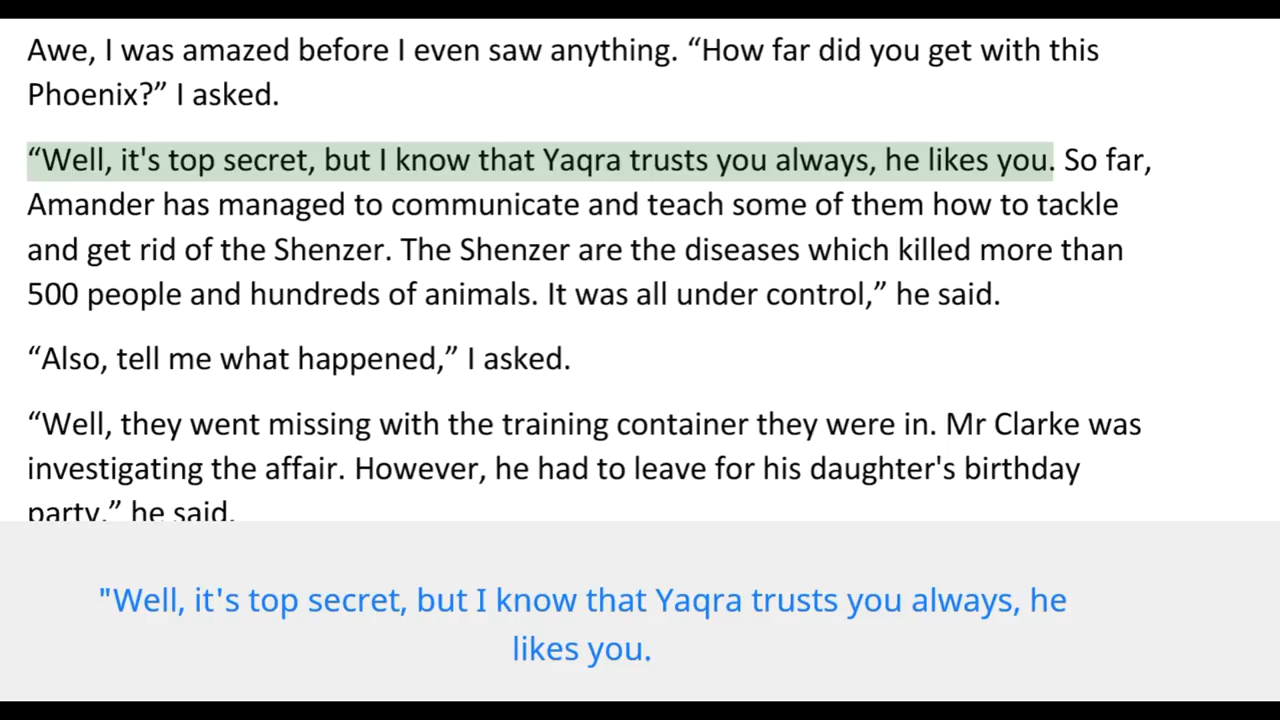 Awe, I was amazed before I even saw anything. “How far did you get with this
Phoenix?” I asked.
“Well, it's top secret, but I know that Yaqra trusts you always, he likes you. So far,
Amander has managed to communicate and teach some of them how to tackle
and get rid of the Shenzer. The Shenzer are the diseases which killed more than
500 people and hundreds of animals. It was all under control,” he said.
“Also, tell me what happened,” I asked.
“Well, they went missing with the training container they were in. Mr Clarke was
investigating the affair. However, he had to leave for his daughter's birthday
party,” he said.
"Well, it's top secret, but I know that Yaqra trusts you always, he
likes you.